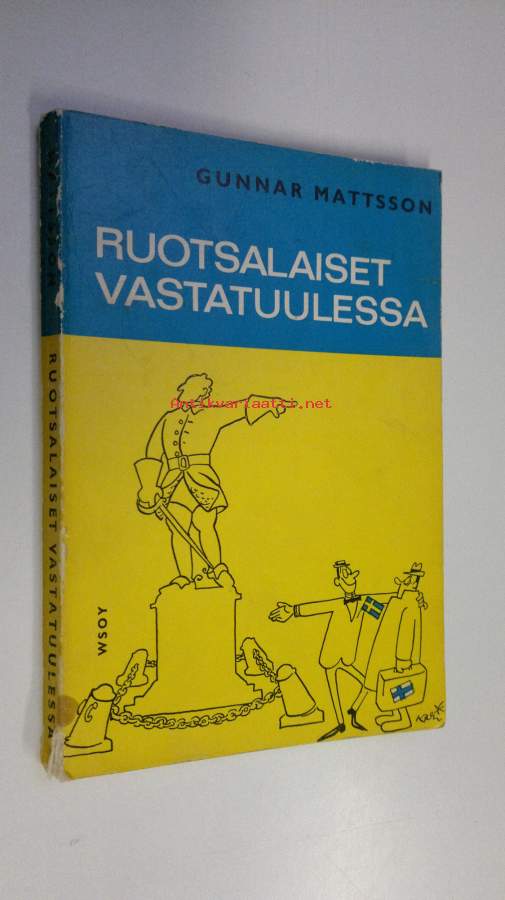 GUNNAR MATTSSON
RUOTSALAISET
VASTATUULESSA
Antikvariaatti.net
WSOY
RUOTSALAISET VASTATUULESSA